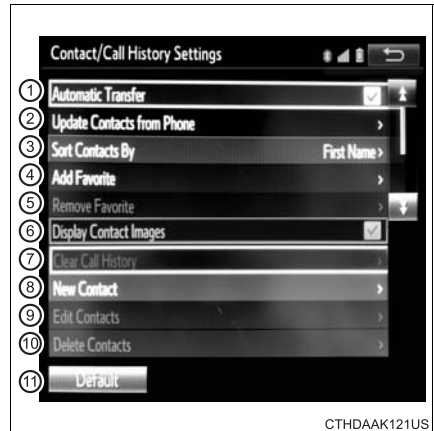 Contact/Call History Settings
1 Automatic Transfer
2 Update Contacts from Phone >
3 Sort Contacts By First Name >
4 Add Favorite >
5 Remove Favorite >
6 Display Contact Images
7 Clear Call History >
8 New Contact >
9 Edit Contacts >
10 Delete Contacts >
11 Default
CTHDAAK121US